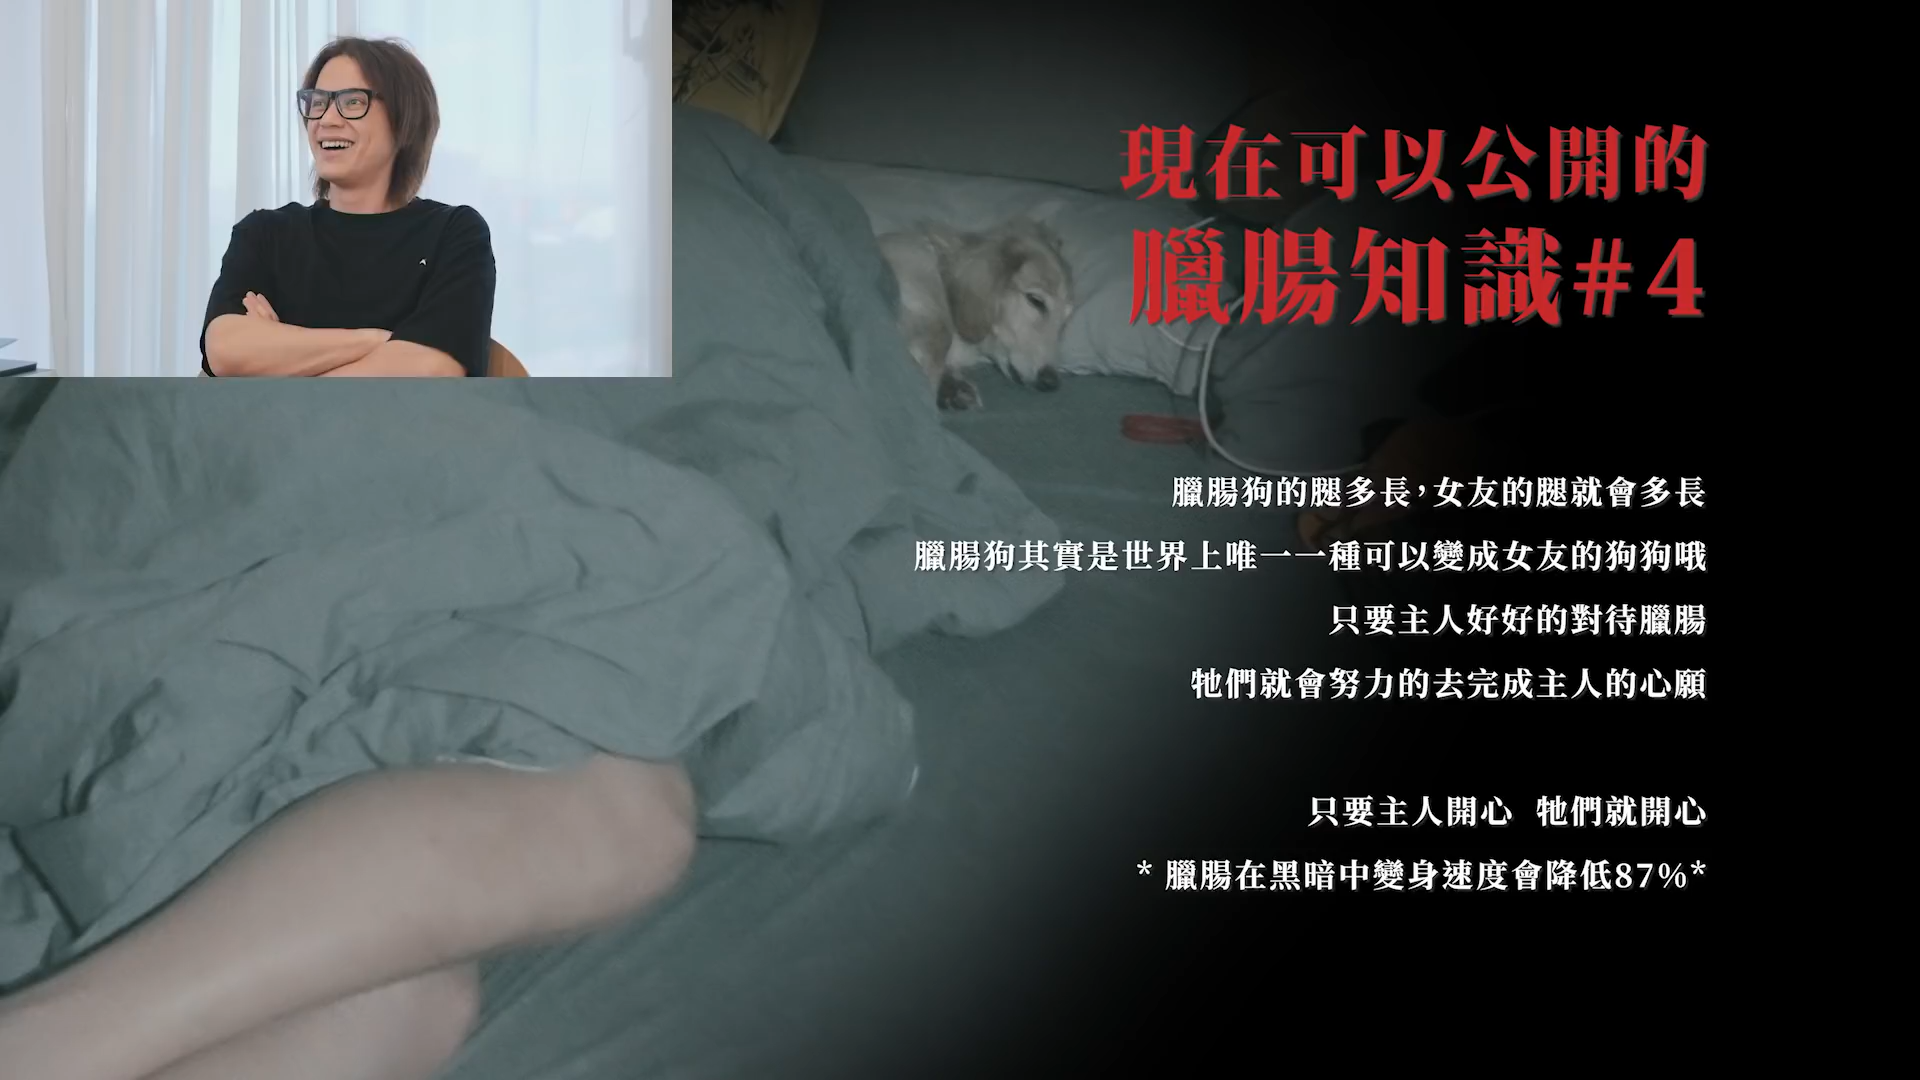 現在可以公開的
臘腸知識#4
臘腸狗的腿多長，女友的腿就會多長
臘腸狗其實是世界上唯一一種可以變成女友的狗狗哦
只要主人好好的對待臘腸
牠們就會努力的去完成主人的心願
只要主人開心 牠們就開心
* 臘腸在黑暗中變身速度會降低87%*